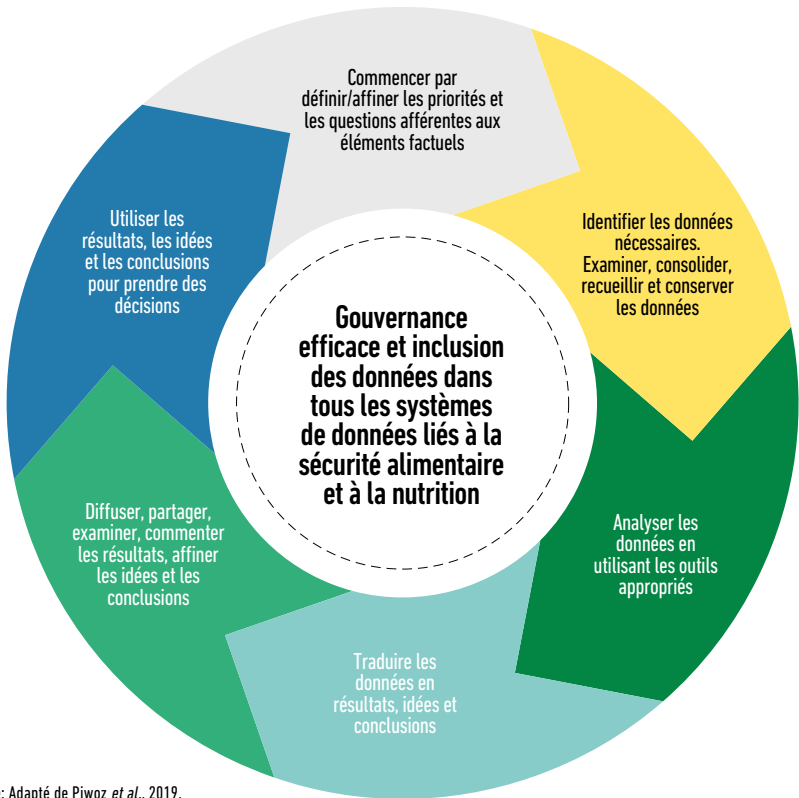 Commencer par
définir/affiner les priorités et
les questions afférentes aux
éléments factuels
Identifier les données
nécessaires.
Examiner, consolider,
recueillir et conserver
les données
Analyser les
données en
utilisant les outils
appropriés
Traduire les
données en
résultats, idées et
conclusions
Diffuser, partager,
examiner, commenter
les résultats, affiner
les idées et les
conclusions
Utiliser les
résultats, les idées
et les conclusions
pour prendre des
décisions
Gouvernance
efficace et inclusion
des données dans
tous les systèmes
de données liés à la
sécurité alimentaire
et à la nutrition
: Adapté de Piwoz et al., 2019.